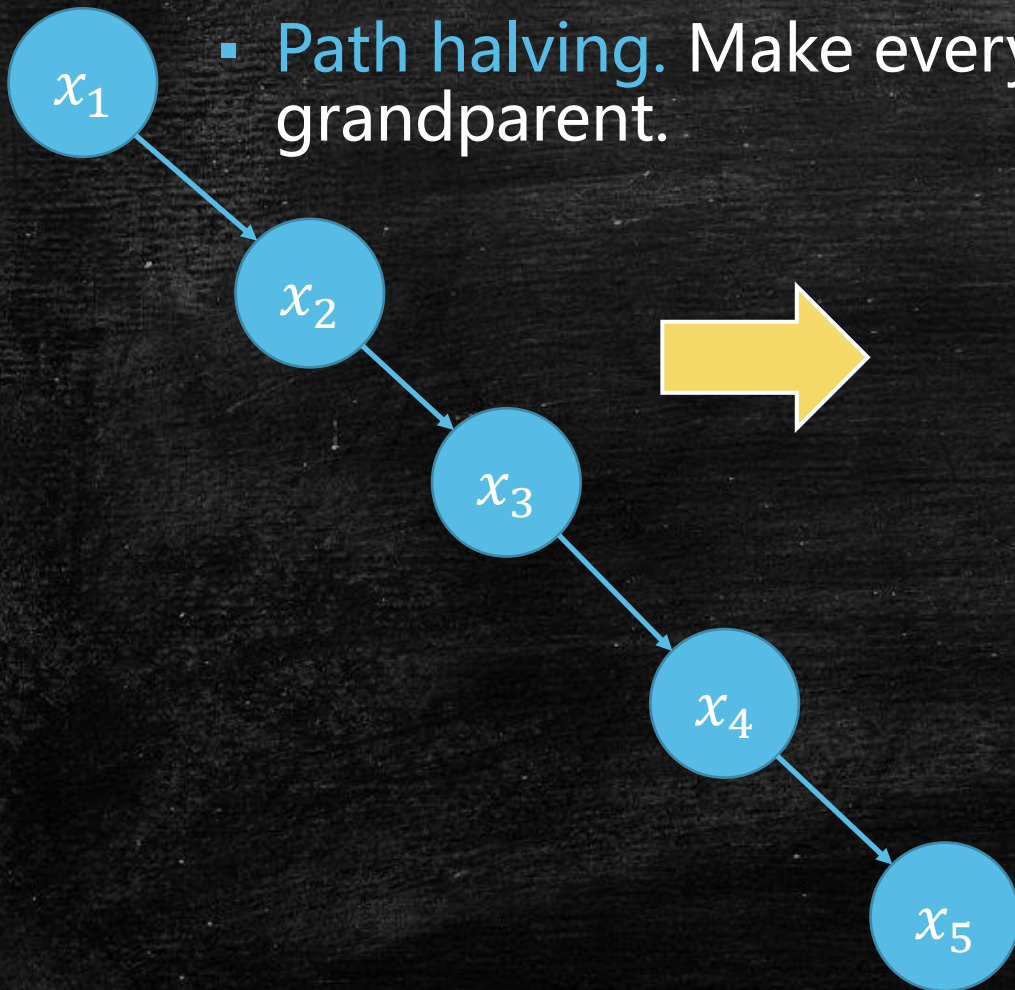 ▪ Path halving. Make every
grandparent.
x₁
x₂
x₃
x₄
x₅